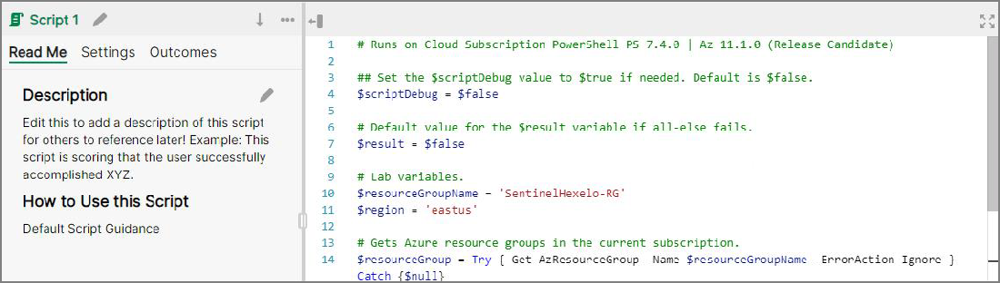 Script 1
Read Me Settings Outcomes
Description
Edit this to add a description of this script
for others to reference later! Example: This
script is scoring that the user successfully
accomplished XYZ.
How to Use this Script
Default Script Guidance
1 # Runs on Cloud Subscription PowerShell PS 7.4.0 | Az 11.1.0 (Release Candidate)
2
3 ## Set the $scriptDebug value to $true if needed. Default is $false.
4 $scriptDebug = $false
5
6 # Default value for the $result variable if all-else fails.
7 $result = $false
8
9 # Lab variables.
10 $resourceGroupName = 'SentinelHexelo-RG'
11 $region = 'eastus'
12
13 # Gets Azure resource groups in the current subscription.
14 $resourceGroup = Try { Get-AzResourceGroup -Name $resourceGroupName -ErrorAction Ignore }
Catch {$null}